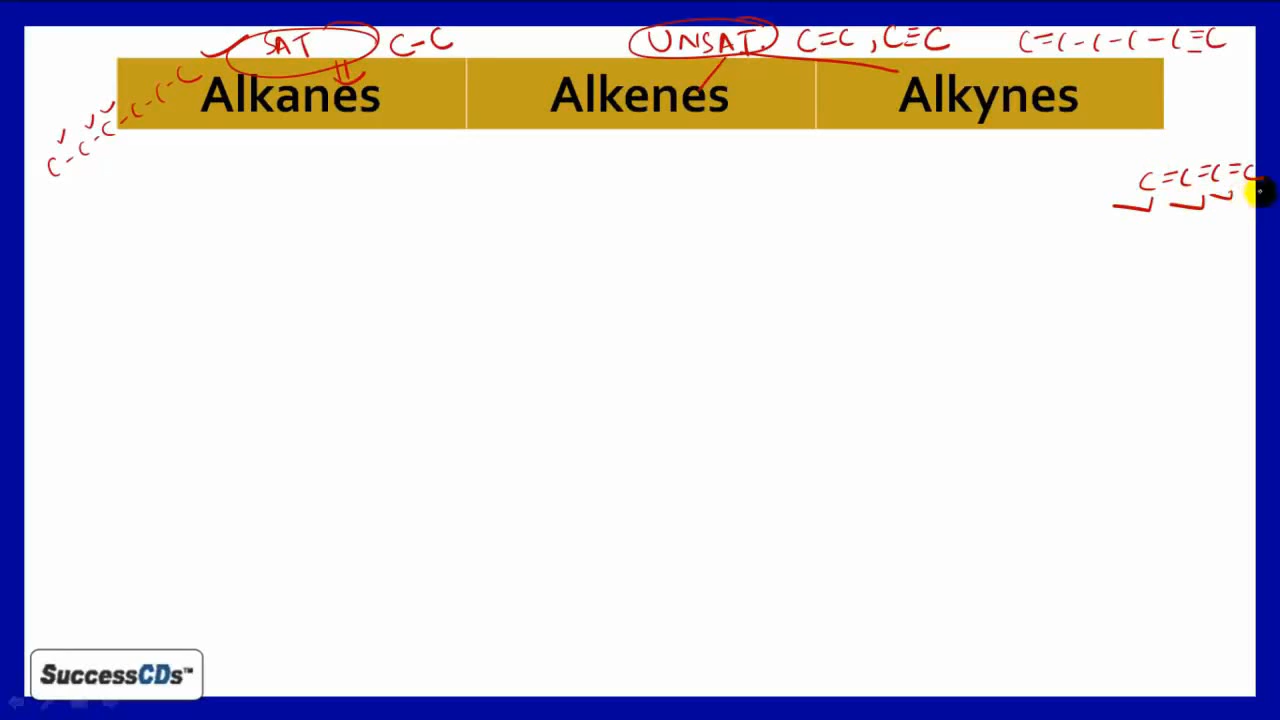 SAT C-C UNSAT. C=C, C≡C C=C-C-C-C≡C
Alkanes Alkenes Alkynes
C-C-C-C-C-C
C=C=C=C
SuccessCDs™